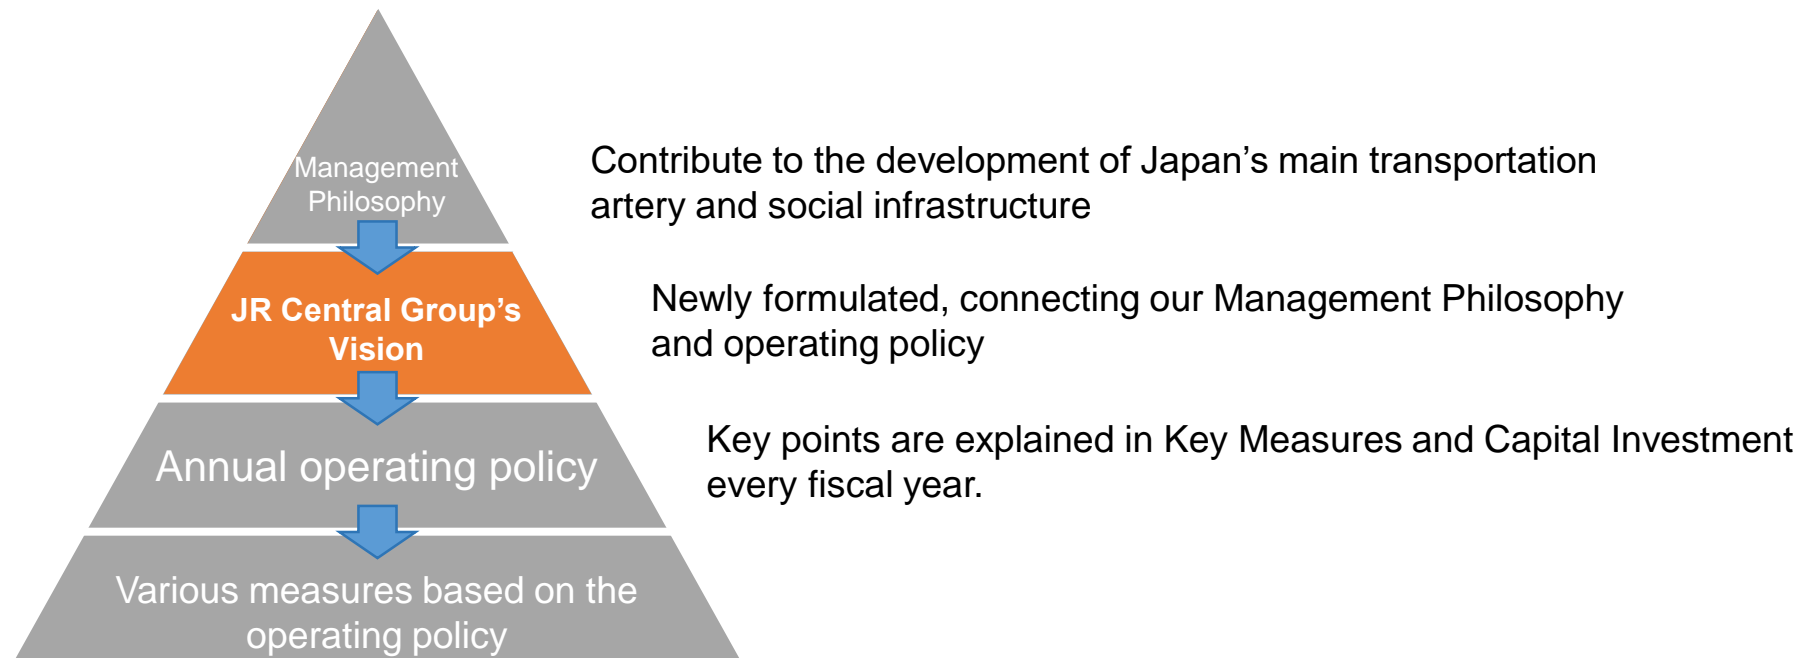 Management
Philosophy
Contribute to the development of Japan’s main transportation
artery and social infrastructure
JR Central Group’s
Vision
Newly formulated, connecting our Management Philosophy
and operating policy
Annual operating policy
Key points are explained in Key Measures and Capital Investment
every fiscal year.
Various measures based on the
operating policy